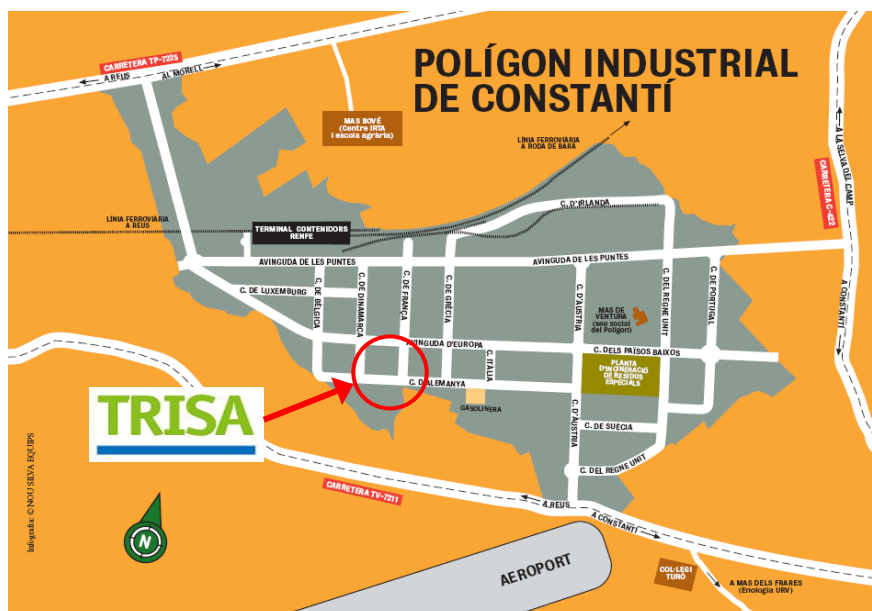 POLÍGON INDUSTRIAL
DE CONSTANTÍ
CARRETERA TP-7225
A REUS
AL MORELL
MAS BOVÉ
(Centre IRTA
i escola agrària)
LÍNIA FERROVIÀRIA
A RODA DE BARÀ
A LA SELVA DEL CAMP
CARRETERA C-422
A CONSTANTÍ
LÍNIA FERROVIÀRIA
A REUS
TERMINAL CONTENIDORS
RENFE
C. D'IRLANDA
AVINGUDA DE LES PUNTES
AVINGUDA DE LES PUNTES
C. DE LUXEMBURG
C. DE BÈLGICA
C. DE DINAMARCA
C. DE FRANÇA
C. DE GRÈCIA
C. D'ÀUSTRIA
C. DEL REGNE UNIT
C. DE PORTUGAL
MAS DE
VENTURA
(seu social
del Polígon)
AVINGUDA D'EUROPA
C. DELS PAÏSOS BAIXOS
C. ITÀLIA
PLANTA
D'INCINERACIÓ
DE RESIDUS
ESPECIALS
C. D'ALEMANYA
GASOLINERA
TRISA
C. D'ÀUSTRIA
C. DE SUÈCIA
C. DEL REGNE UNIT
CARRETERA TV-7211
A REUS
A CONSTANTÍ
N
AEROPORT
COL·LEGI
TURÓ
A MAS DELS FRARES
(Enologia URV)
Infografia: © NOU SILVA EQUIPS